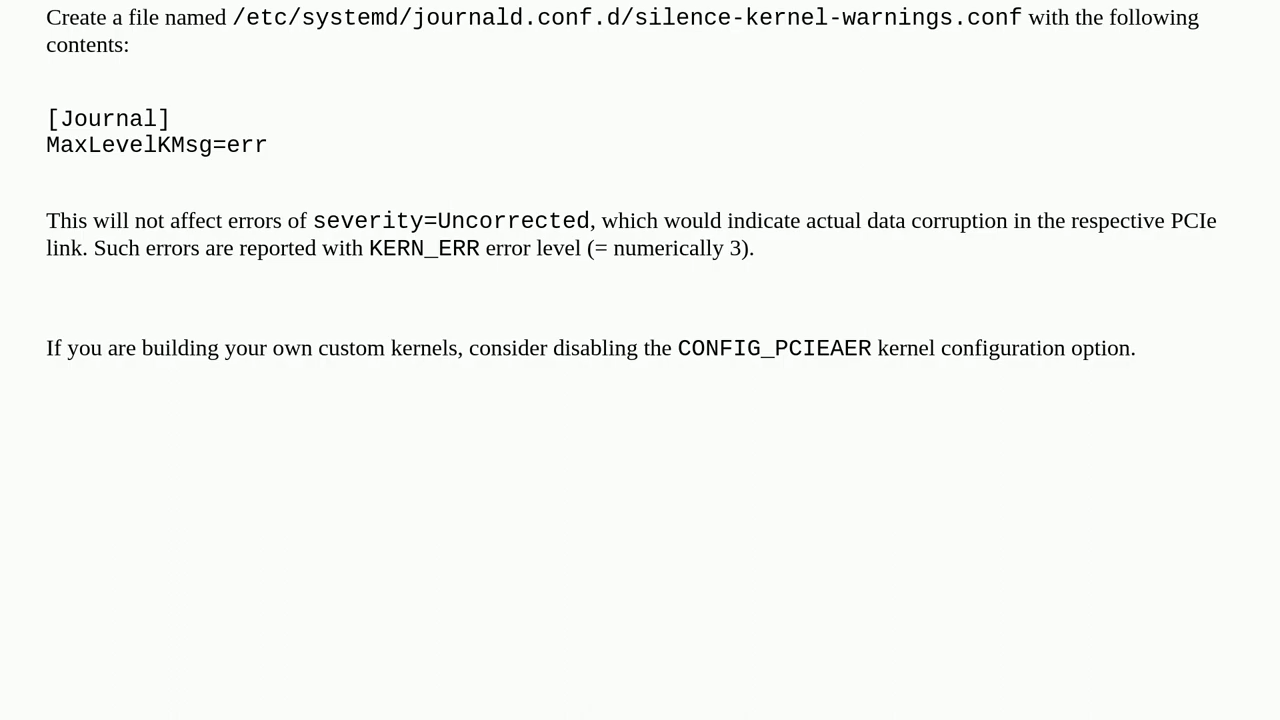 Create a file named /etc/systemd/journald.conf.d/silence-kernel-warnings.conf with the following
contents:
[Journal]
MaxLevelKMsg=err
This will not affect errors of severity=Uncorrected, which would indicate actual data corruption in the respective PCIe
link. Such errors are reported with KERN_ERR error level (= numerically 3).
If you are building your own custom kernels, consider disabling the CONFIG_PCIEAER kernel configuration option.